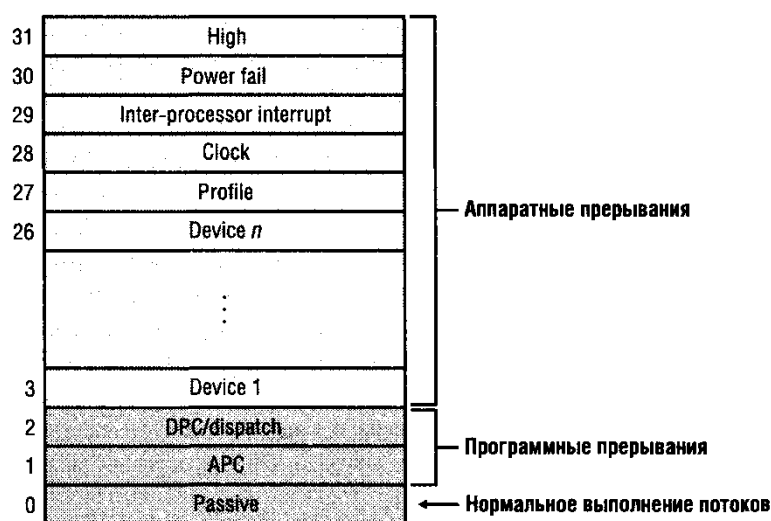 31 High
30 Power fail
29 Inter-processor interrupt
28 Clock
27 Profile
26 Device n
⋮
3 Device 1
2 DPC/dispatch
1 APC
0 Passive
Аппаратные прерывания
Программные прерывания
Нормальное выполнение потоков